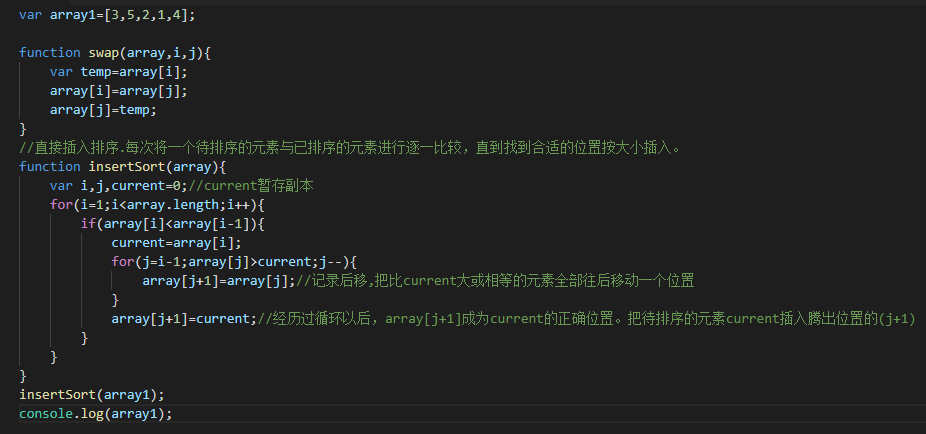 var array1=[3,5,2,1,4];
function swap(array,i,j){
    var temp=array[i];
    array[i]=array[j];
    array[j]=temp;
}
//直接插入排序.每次将一个待排序的元素与已排序的元素进行逐一比较，直到找到合适的位置按大小插入。
function insertSort(array){
    var i,j,current=0;//current暂存副本
    for(i=1;i<array.length;i++){
        if(array[i]<array[i-1]){
            current=array[i];
            for(j=i-1;array[j]>current;j--){
                array[j+1]=array[j];//记录后移,把比current大或相等的元素全部往后移动一个位置
            }
            array[j+1]=current;//经历过循环以后，array[j+1]成为current的正确位置。把待排序的元素current插入腾出位置的(j+1)
        }
    }
}
insertSort(array1);
console.log(array1);